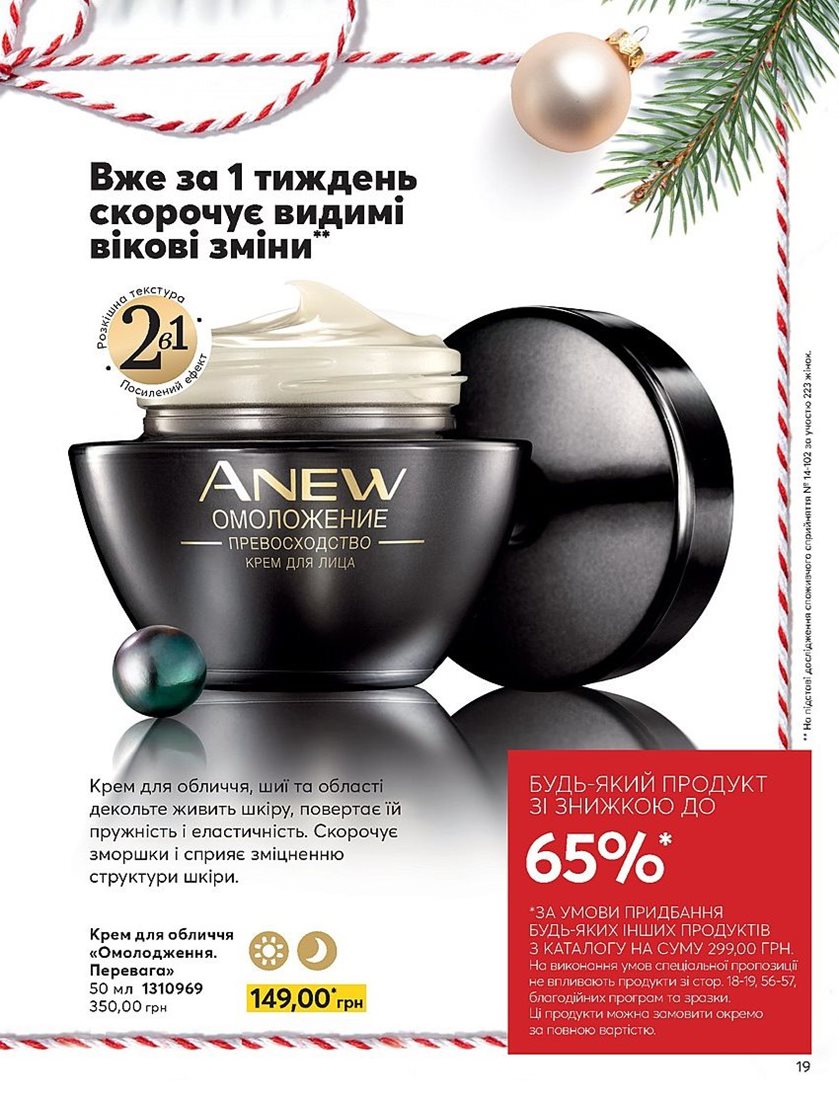 Вже за 1 тиждень
скорочує видимі
вікові зміни**
Розкішна текстура
2в1
Посилений ефект
ANEW
ОМОЛОЖЕНИЕ
ПРЕВОСХОДСТВО
КРЕМ ДЛЯ ЛИЦА
** На підставі дослідження споживчого сприйняття № 14-102 за участю 223 жінок.
Крем для обличчя, шиї та області
декольте живить шкіру, повертає їй
пружність і еластичність. Скорочує
зморшки і сприяє зміцненню
структури шкіри.
Крем для обличчя
«Омолодження.
Перевага»
50 мл 1310969
350,00 грн
149,00* грн
БУДЬ-ЯКИЙ ПРОДУКТ
ЗІ ЗНИЖКОЮ ДО
65%*
*ЗА УМОВИ ПРИДБАННЯ
БУДЬ-ЯКИХ ІНШИХ ПРОДУКТІВ
З КАТАЛОГУ НА СУМУ 299,00 ГРН.
На виконання умов спеціальної пропозиції
не впливають продукти зі стор. 18-19, 56-57,
благодійних програм та зразки.
Ці продукти можна замовити окремо
за повною вартістю.
19